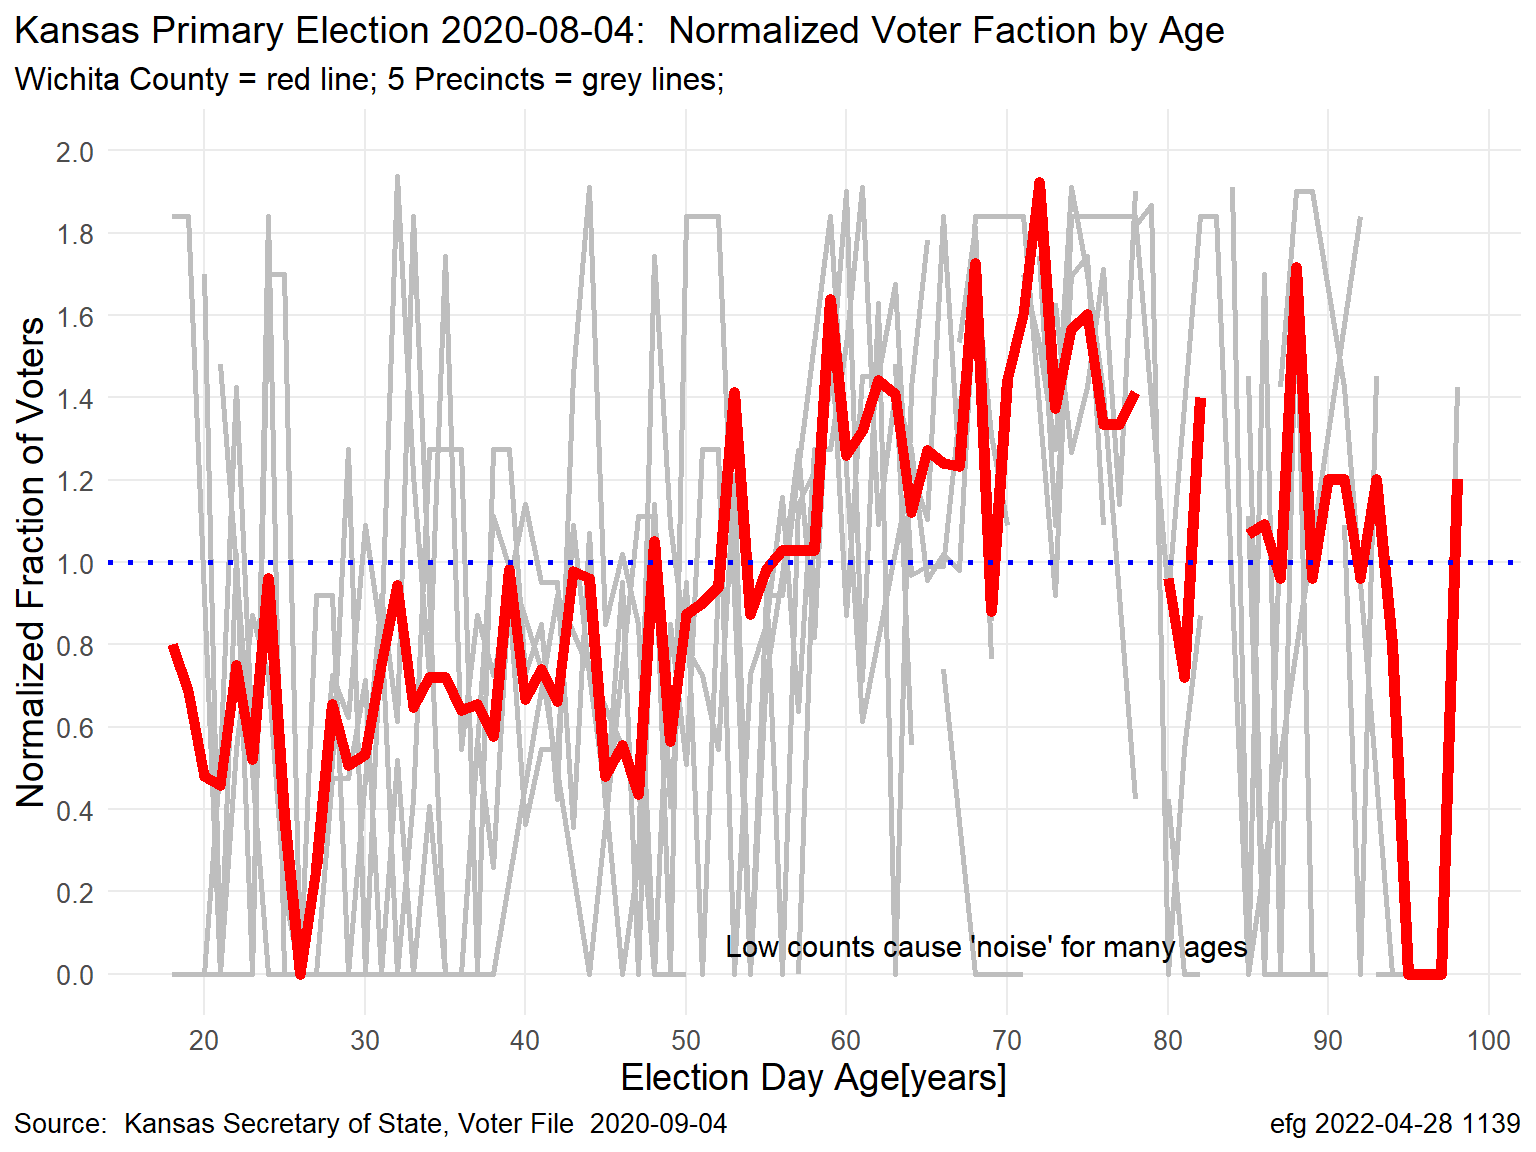 Kansas Primary Election 2020-08-04:  Normalized Voter Faction by Age
Wichita County = red line; 5 Precincts = grey lines;
Normalized Fraction of Voters
2.0
1.8
1.6
1.4
1.2
1.0
0.8
0.6
0.4
0.2
0.0
Low counts cause 'noise' for many ages
20 30 40 50 60 70 80 90 100
Election Day Age[years]
Source:  Kansas Secretary of State, Voter File  2020-09-04
efg 2022-04-28 1139